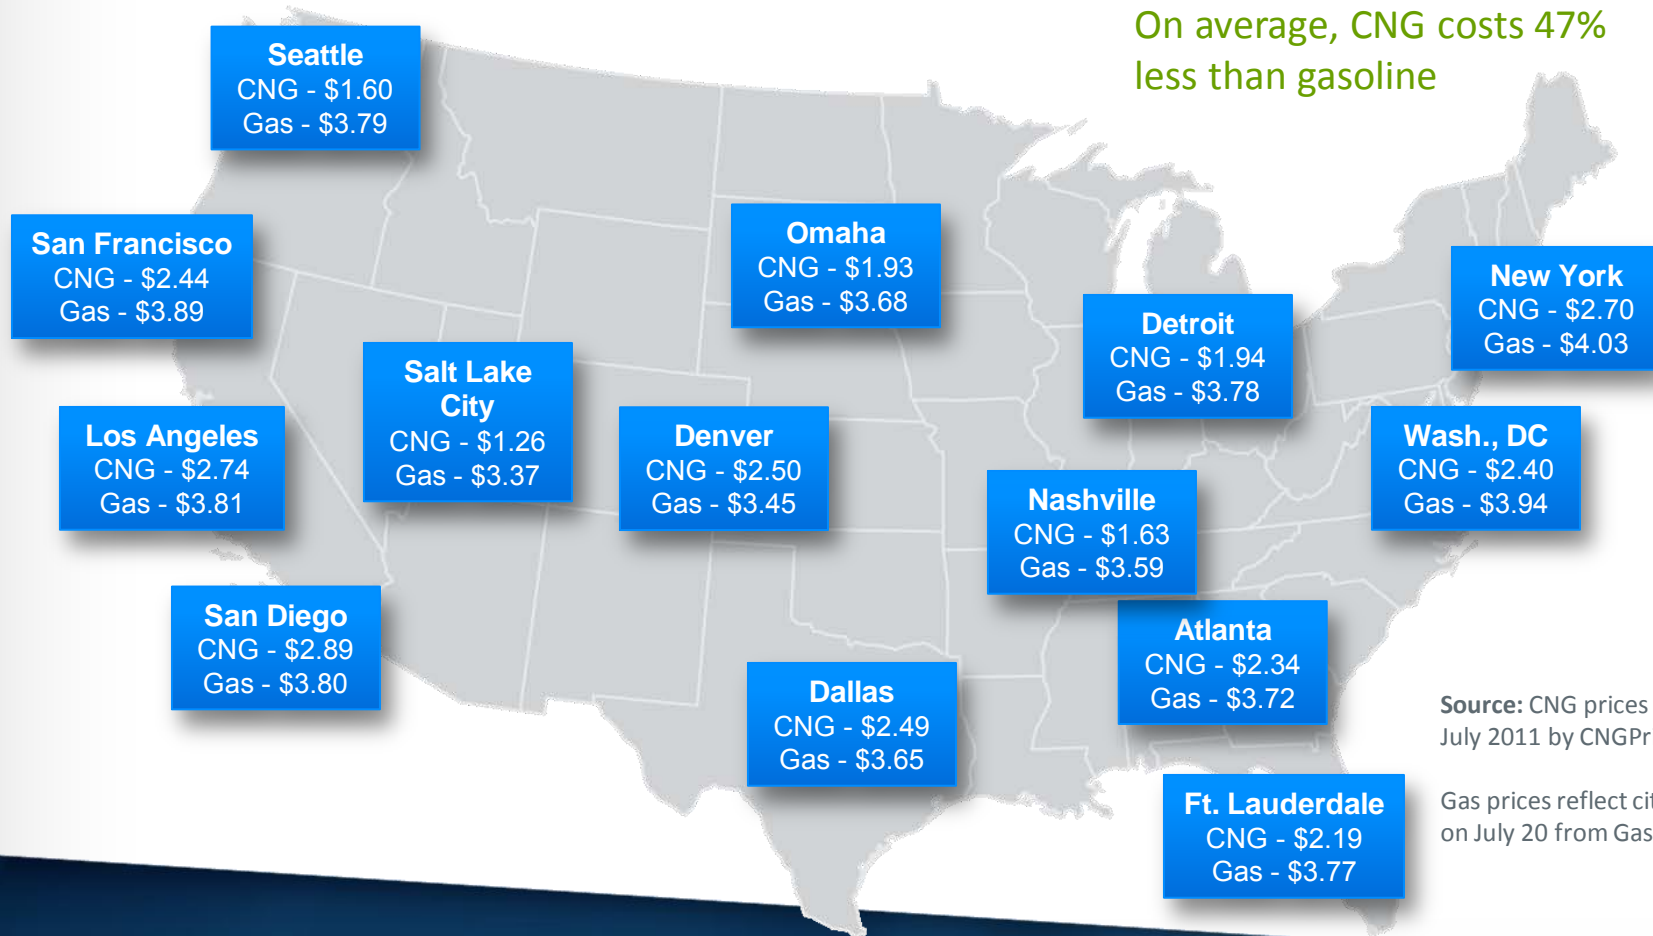 On average, CNG costs 47%
less than gasoline
Seattle
CNG - $1.60
Gas - $3.79
San Francisco
CNG - $2.44
Gas - $3.89
Omaha
CNG - $1.93
Gas - $3.68
New York
CNG - $2.70
Gas - $4.03
Detroit
CNG - $1.94
Gas - $3.78
Salt Lake
City
CNG - $1.26
Gas - $3.37
Los Angeles
CNG - $2.74
Gas - $3.81
Denver
CNG - $2.50
Gas - $3.45
Wash., DC
CNG - $2.40
Gas - $3.94
Nashville
CNG - $1.63
Gas - $3.59
San Diego
CNG - $2.89
Gas - $3.80
Atlanta
CNG - $2.34
Gas - $3.72
Dallas
CNG - $2.49
Gas - $3.65
Ft. Lauderdale
CNG - $2.19
Gas - $3.77
Source: CNG prices
July 2011 by CNGPr
Gas prices reflect cit
on July 20 from Gas